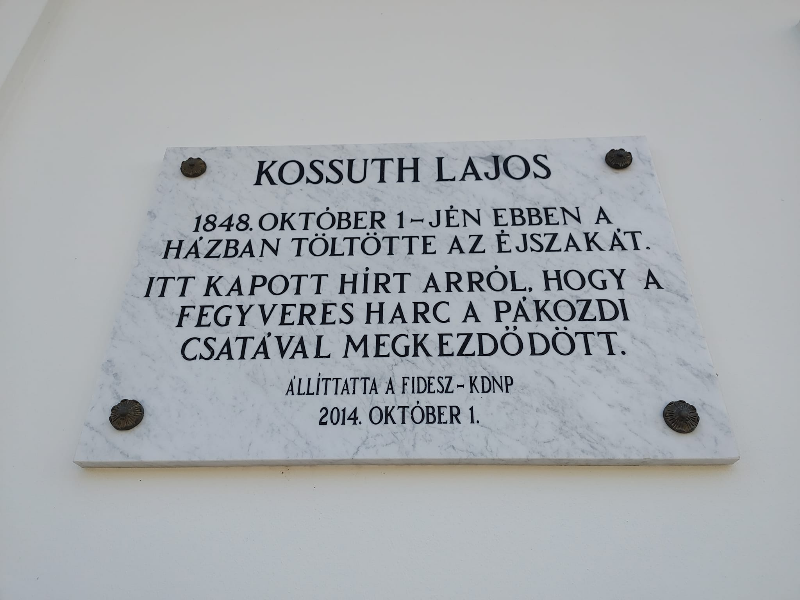 KOSSUTH LAJOS
1848. OKTÓBER 1-JÉN EBBEN A
HÁZBAN TÖLTÖTTE AZ ÉJSZAKÁT.
ITT KAPOTT HÍRT ARRÓL, HOGY A
FEGYVERES HARC A PÁKOZDI
CSATÁVAL MEGKEZDŐDÖTT.
ÁLLÍTTATTA A FIDESZ-KDNP
2014. OKTÓBER 1.